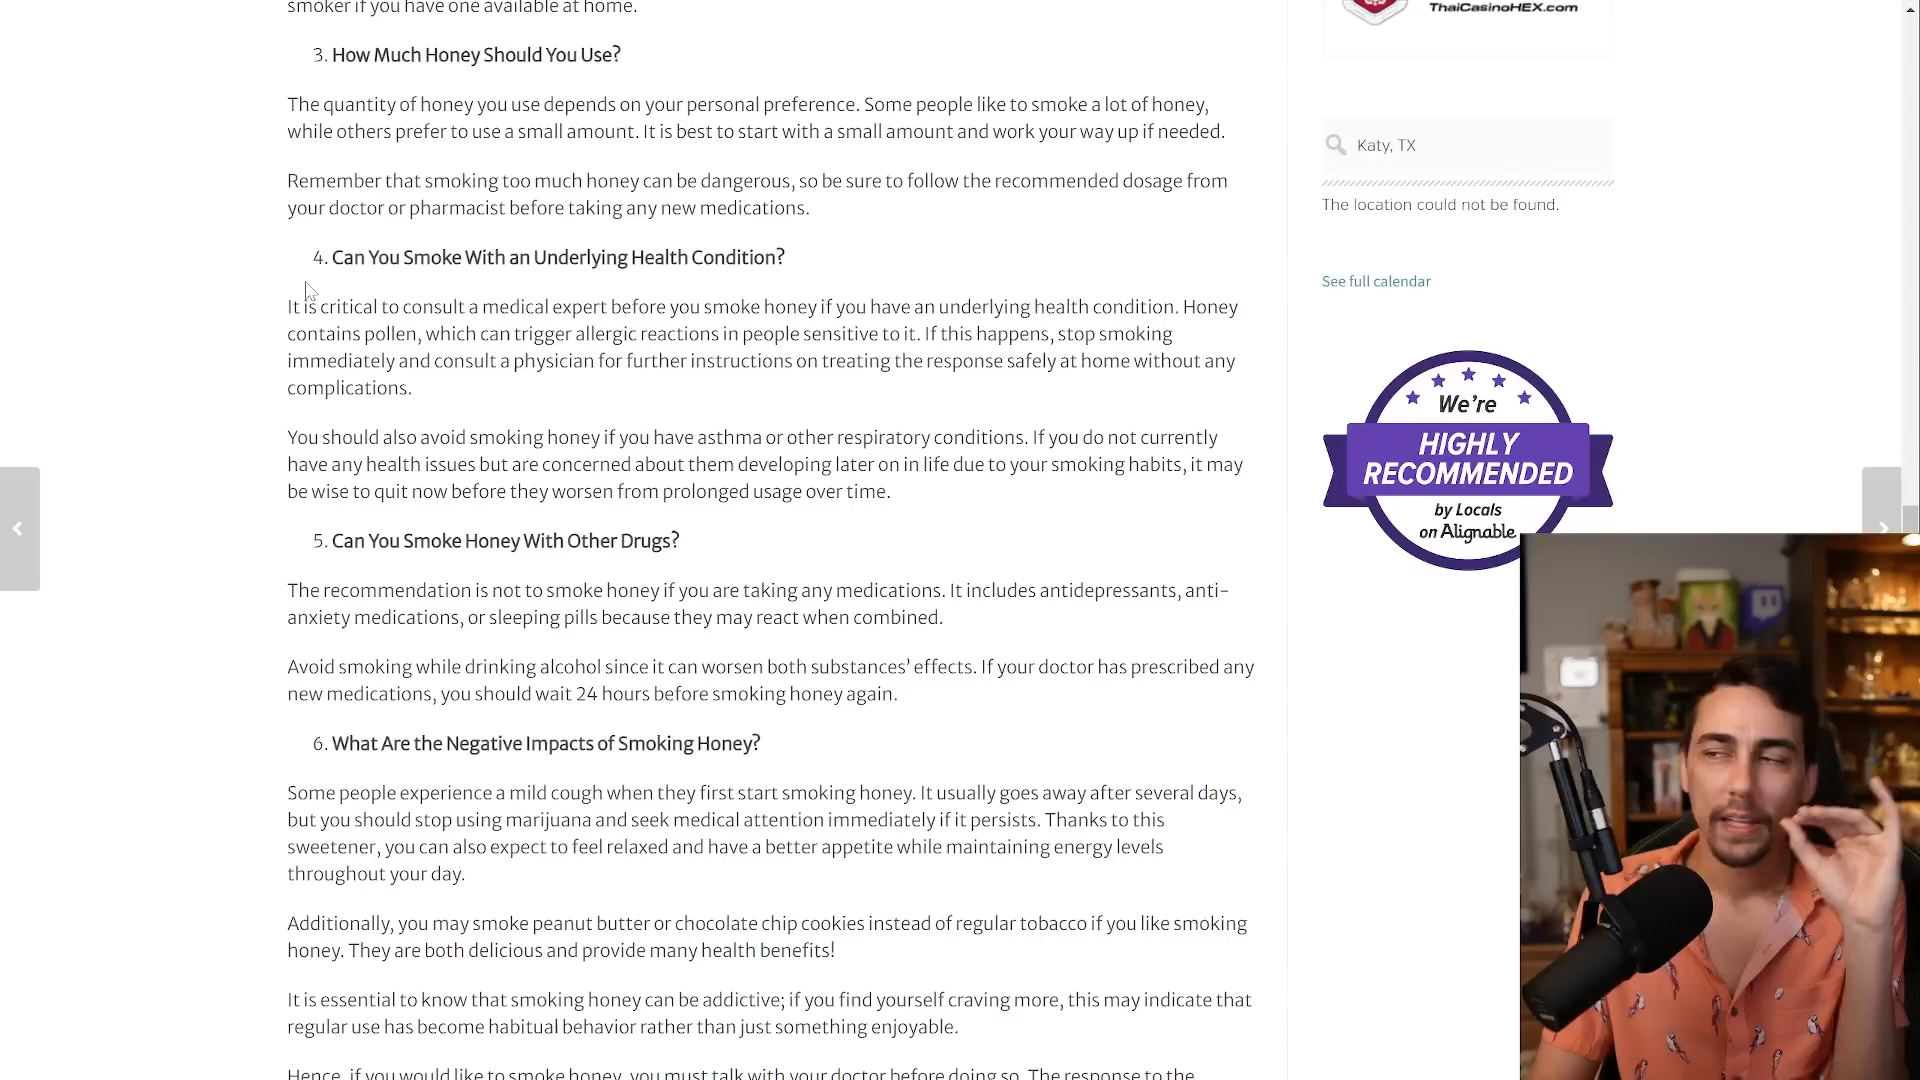 smoker if you have one available at home.
3. How Much Honey Should You Use?
The quantity of honey you use depends on your personal preference. Some people like to smoke a lot of honey,
while others prefer to use a small amount. It is best to start with a small amount and work your way up if needed.
Remember that smoking too much honey can be dangerous, so be sure to follow the recommended dosage from
your doctor or pharmacist before taking any new medications.
4. Can You Smoke With an Underlying Health Condition?
It is critical to consult a medical expert before you smoke honey if you have an underlying health condition. Honey
contains pollen, which can trigger allergic reactions in people sensitive to it. If this happens, stop smoking
immediately and consult a physician for further instructions on treating the response safely at home without any
complications.
You should also avoid smoking honey if you have asthma or other respiratory conditions. If you do not currently
have any health issues but are concerned about them developing later on in life due to your smoking habits, it may
be wise to quit now before they worsen from prolonged usage over time.
5. Can You Smoke Honey With Other Drugs?
The recommendation is not to smoke honey if you are taking any medications. It includes antidepressants, anti-
anxiety medications, or sleeping pills because they may react when combined.
Avoid smoking while drinking alcohol since it can worsen both substances’ effects. If your doctor has prescribed any
new medications, you should wait 24 hours before smoking honey again.
6. What Are the Negative Impacts of Smoking Honey?
Some people experience a mild cough when they first start smoking honey. It usually goes away after several days,
but you should stop using marijuana and seek medical attention immediately if it persists. Thanks to this
sweetener, you can also expect to feel relaxed and have a better appetite while maintaining energy levels
throughout your day.
Additionally, you may smoke peanut butter or chocolate chip cookies instead of regular tobacco if you like smoking
honey. They are both delicious and provide many health benefits!
It is essential to know that smoking honey can be addictive; if you find yourself craving more, this may indicate that
regular use has become habitual behavior rather than just something enjoyable.
Hence, if you would like to smoke honey, you must talk with your doctor before doing so. The response to the
ThaiCasinoHEX.com
Katy, TX
The location could not be found.
See full calendar
We're
HIGHLY
RECOMMENDED
by Locals
on Alignable